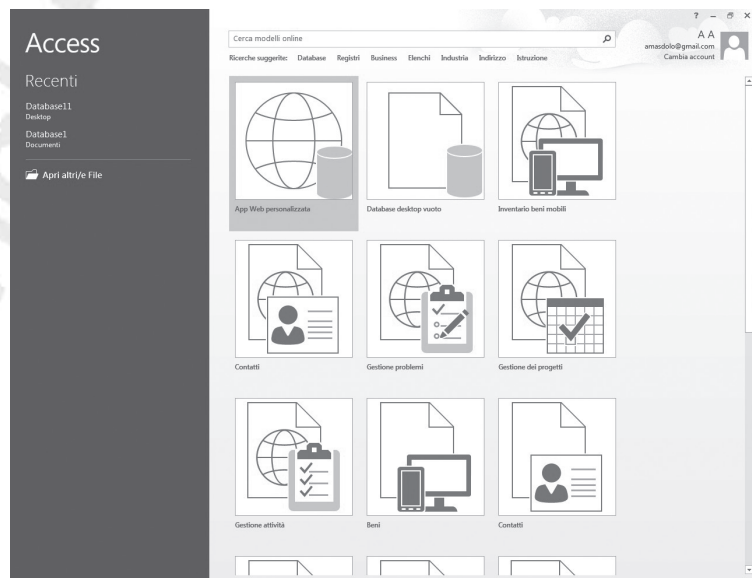 Access
Recenti
Database11
Desktop
Database1
Documenti
Apri altri/e File
?
A A
amasdolo@gmail.com
Cambia account
Cerca modelli online
Ricerche suggerite: Database Registri Business Elenchi Industria Indirizzo Istruzione
App Web personalizzata Database desktop vuoto Inventario beni mobili
Contatti Gestione problemi Gestione dei progetti
Gestione attività Beni Contatti